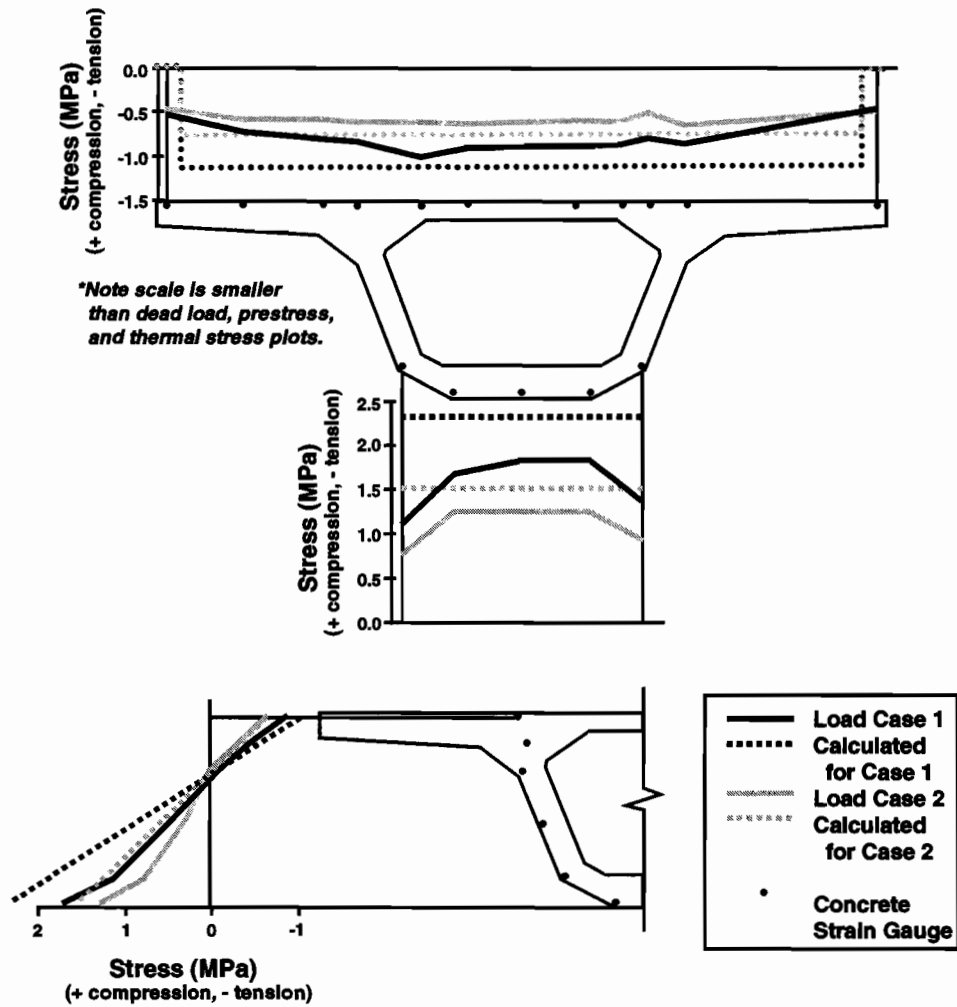 Stress (MPa)
(+ compression, - tension)
0.0
-0.5
-1.0
-1.5
*Note scale is smaller
than dead load, prestress,
and thermal stress plots.
Stress (MPa)
(+ compression, - tension)
2.5
2.0
1.5
1.0
0.5
0.0
2
1
0
-1
Stress (MPa)
(+ compression, - tension)
Load Case 1
Calculated
for Case 1
Load Case 2
Calculated
for Case 2
Concrete
Strain Gauge